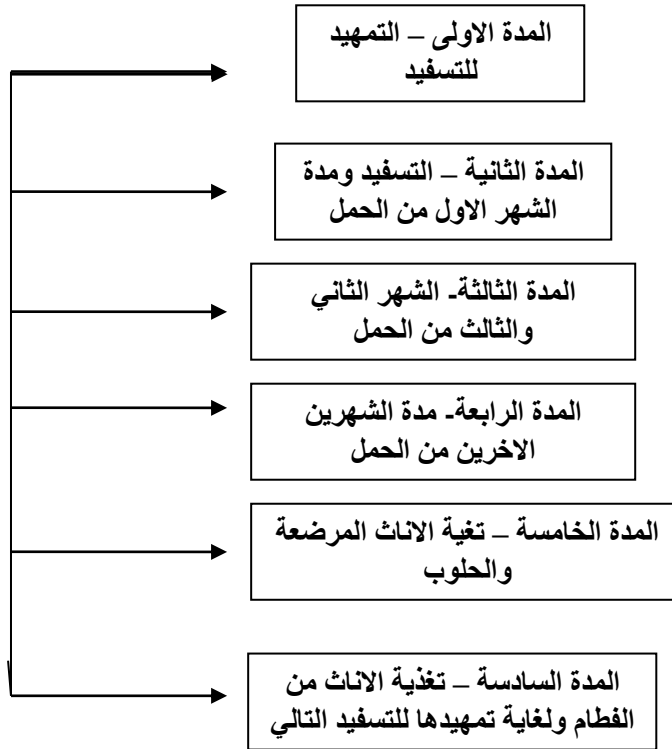 المدة الاولى – التمهيد
للتسفيد
المدة الثانية – التسفيد ومدة
الشهر الاول من الحمل
المدة الثالثة- الشهر الثاني
والثالث من الحمل
المدة الرابعة- مدة الشهرين
الاخرين من الحمل
المدة الخامسة – تغية الاناث المرضعة
والحلوب
المدة السادسة – تغذية الاناث من
الفطام ولغاية تمهيدها للتسفيد التالي